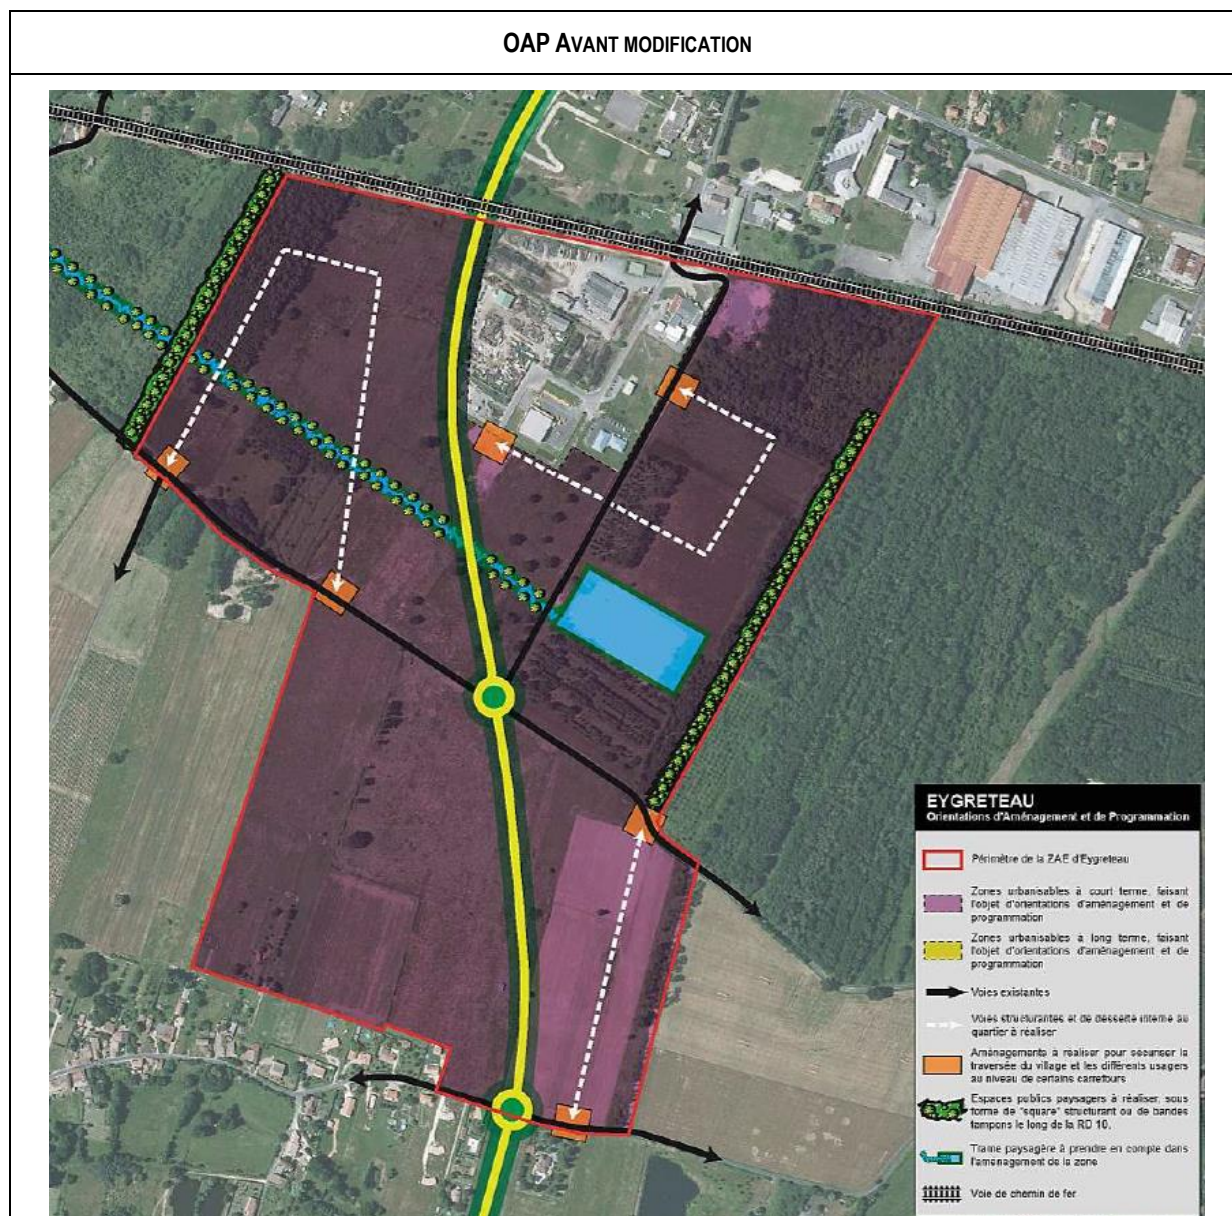 OAP AVANT MODIFICATION
EYGRETEAU
Orientations d'Aménagement et de Programmation
Périmètre de la ZAE d'Eygreteau
Zones urbanisables à court terme, faisant
l'objet d'orientations d'aménagement et de
programmation
Zones urbanisables à long terme, faisant
l'objet d'orientations d'aménagement et de
programmation
Voies existantes
Voies structurantes et de desserte interne au
quartier à réaliser
Aménagements à réaliser pour sécuriser la
traversée du village et les différents usagers
au niveau de certains carrefours
Espaces publics paysagers à réaliser, sous
forme de "square" structurant ou de bandes
tampons le long de la RD 10.
Trame paysagère à prendre en compte dans
l'aménagement de la zone
Voie de chemin de fer